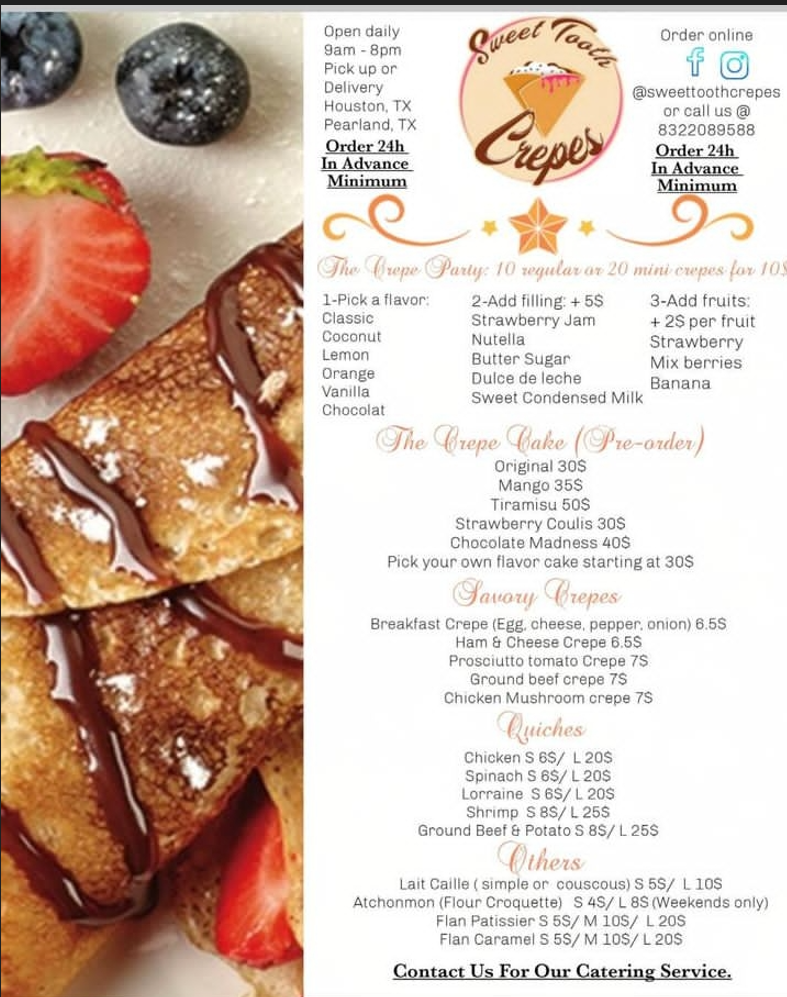 Open daily
9am - 8pm
Pick up or
Delivery
Houston, TX
Pearland, TX
Order 24h
In Advance
Minimum
Sweet Tooth
Crepes
Order online
@sweettoothcrepes
or call us @
8322089588
Order 24h
In Advance
Minimum
The Crepe Party: 10 regular or 20 mini crepes for 10$
1-Pick a flavor:
Classic
Coconut
Lemon
Orange
Vanilla
Chocolat
2-Add filling: + 5$
Strawberry Jam
Nutella
Butter Sugar
Dulce de leche
Sweet Condensed Milk
3-Add fruits:
+ 2$ per fruit
Strawberry
Mix berries
Banana
The Crepe Cake (Pre-order)
Original 30$
Mango 35$
Tiramisu 50$
Strawberry Coulis 30$
Chocolate Madness 40$
Pick your own flavor cake starting at 30$
Savory Crepes
Breakfast Crepe (Egg, cheese, pepper, onion) 6.5$
Ham & Cheese Crepe 6.5$
Prosciutto tomato Crepe 7$
Ground beef crepe 7$
Chicken Mushroom crepe 7$
Quiches
Chicken S 6$/ L 20$
Spinach S 6$/ L 20$
Lorraine S 6$/ L 20$
Shrimp S 8$/ L 25$
Ground Beef & Potato S 8$/ L 25$
Others
Lait Caille ( simple or couscous) S 5$/ L 10$
Atchonmon (Flour Croquette) S 4$/ L 8$ (Weekends only)
Flan Patissier S 5$/ M 10$/ L 20$
Flan Caramel S 5$/ M 10$/ L 20$
Contact Us For Our Catering Service.